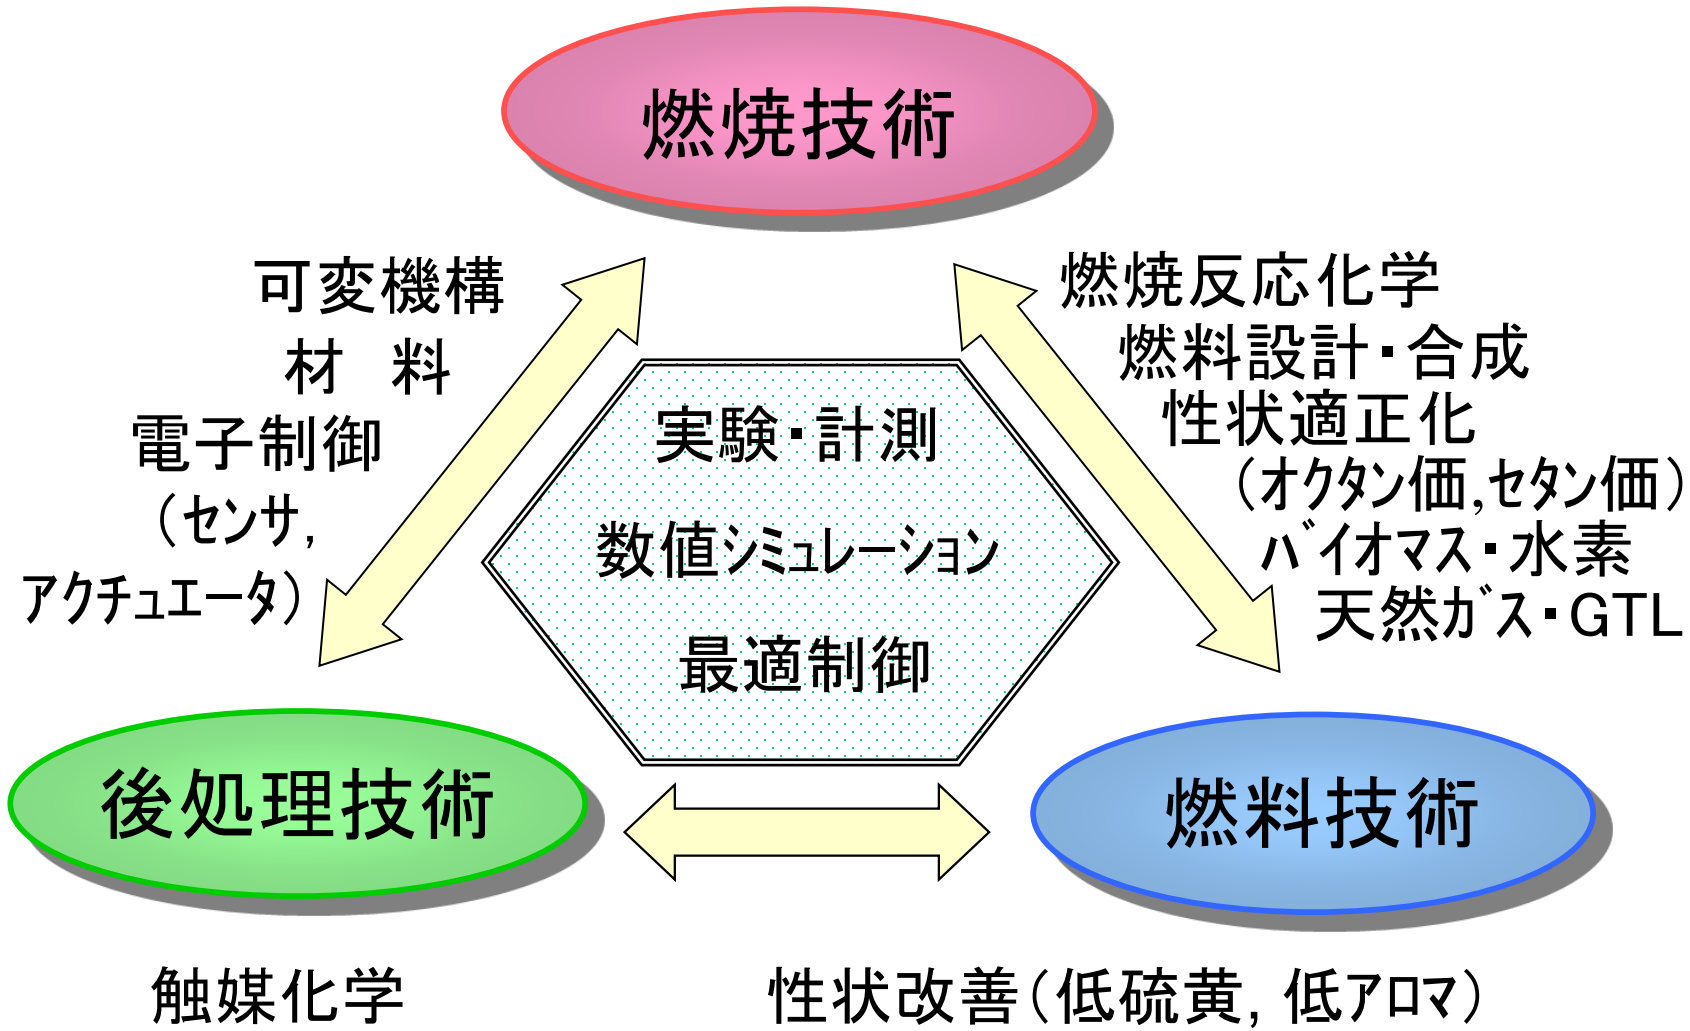 燃焼技術
可変機構
材　料
電子制御
（ｾﾝｻ,
ｱｸﾁｭｴｰﾀ）
燃焼反応化学
燃料設計・合成
性状適正化
（ｵｸﾀﾝ価,ｾﾀﾝ価）
ﾊﾞｲｵﾏｽ・水素
天然ｶﾞｽ・GTL
実験・計測
数値ｼﾐｭﾚｰｼｮﾝ
最適制御
後処理技術
燃料技術
触媒化学
性状改善（低硫黄, 低ｱﾛﾏ）